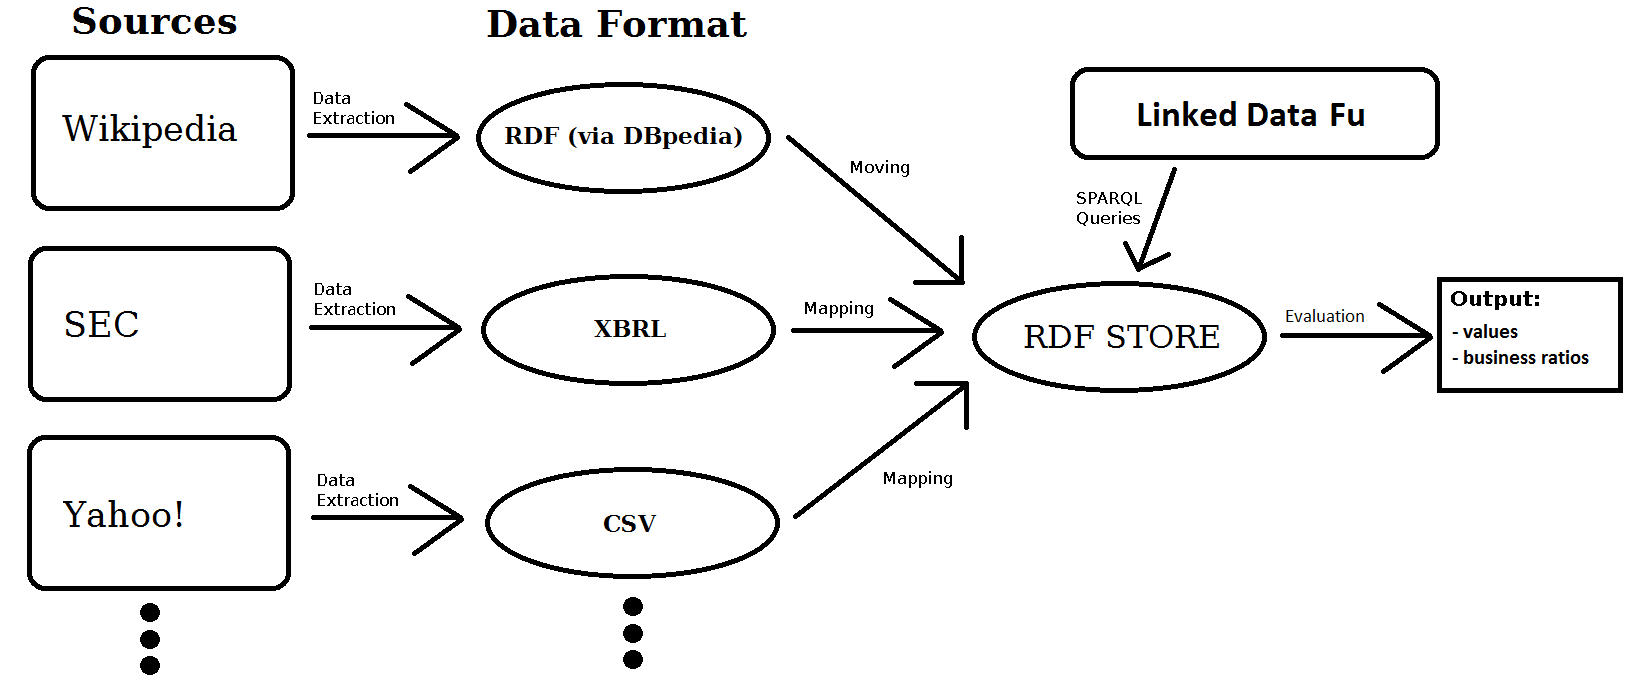 Sources
Data Format
Wikipedia
Data
Extraction
RDF (via DBpedia)
Moving
Linked Data Fu
SPARQL
Queries
SEC
Data
Extraction
XBRL
Mapping
RDF STORE
Evaluation
Output:
- values
- business ratios
Yahoo!
Data
Extraction
CSV
Mapping